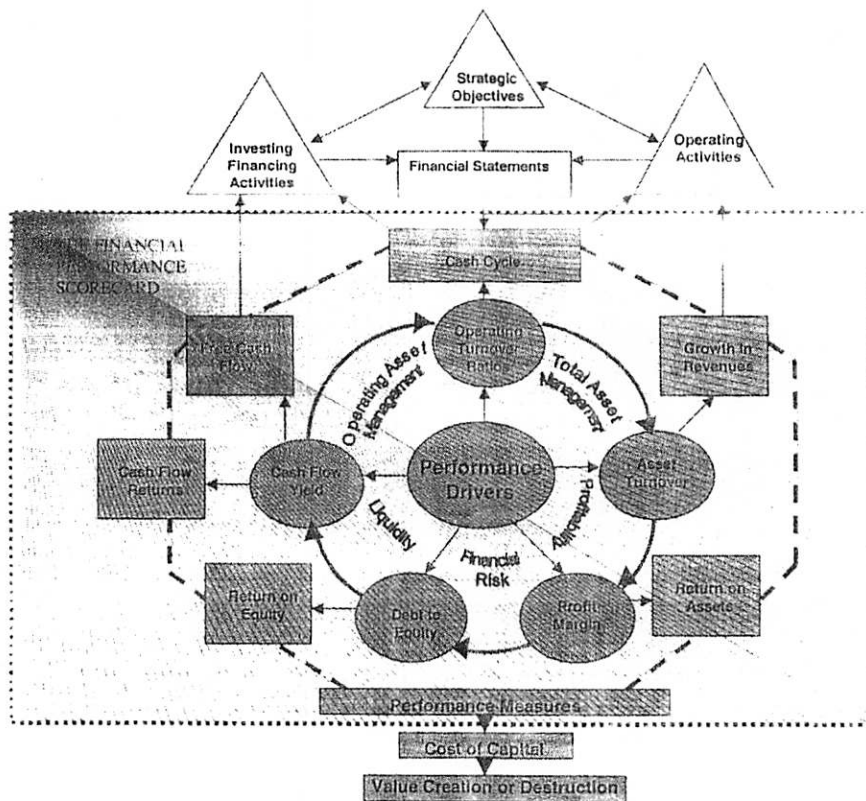 Strategic
Objectives
Investing
Financing
Activities
Financial Statements
Operating
Activities
THE FINANCIAL
PERFORMANCE
SCORECARD
Cash Cycle
Free Cash
Flow
Operating
Turnover
Ratios
Growth in
Revenues
Operating Asset
Management
Total Asset
Management
Cash Flow
Returns
Cash Flow
Yield
Performance
Drivers
Asset
Turnover
Liquidity
Profitability
Financial
Risk
Return on
Equity
Debt to
Equity
Profit
Margin
Return on
Assets
Performance Measures
Cost of Capital
Value Creation or Destruction